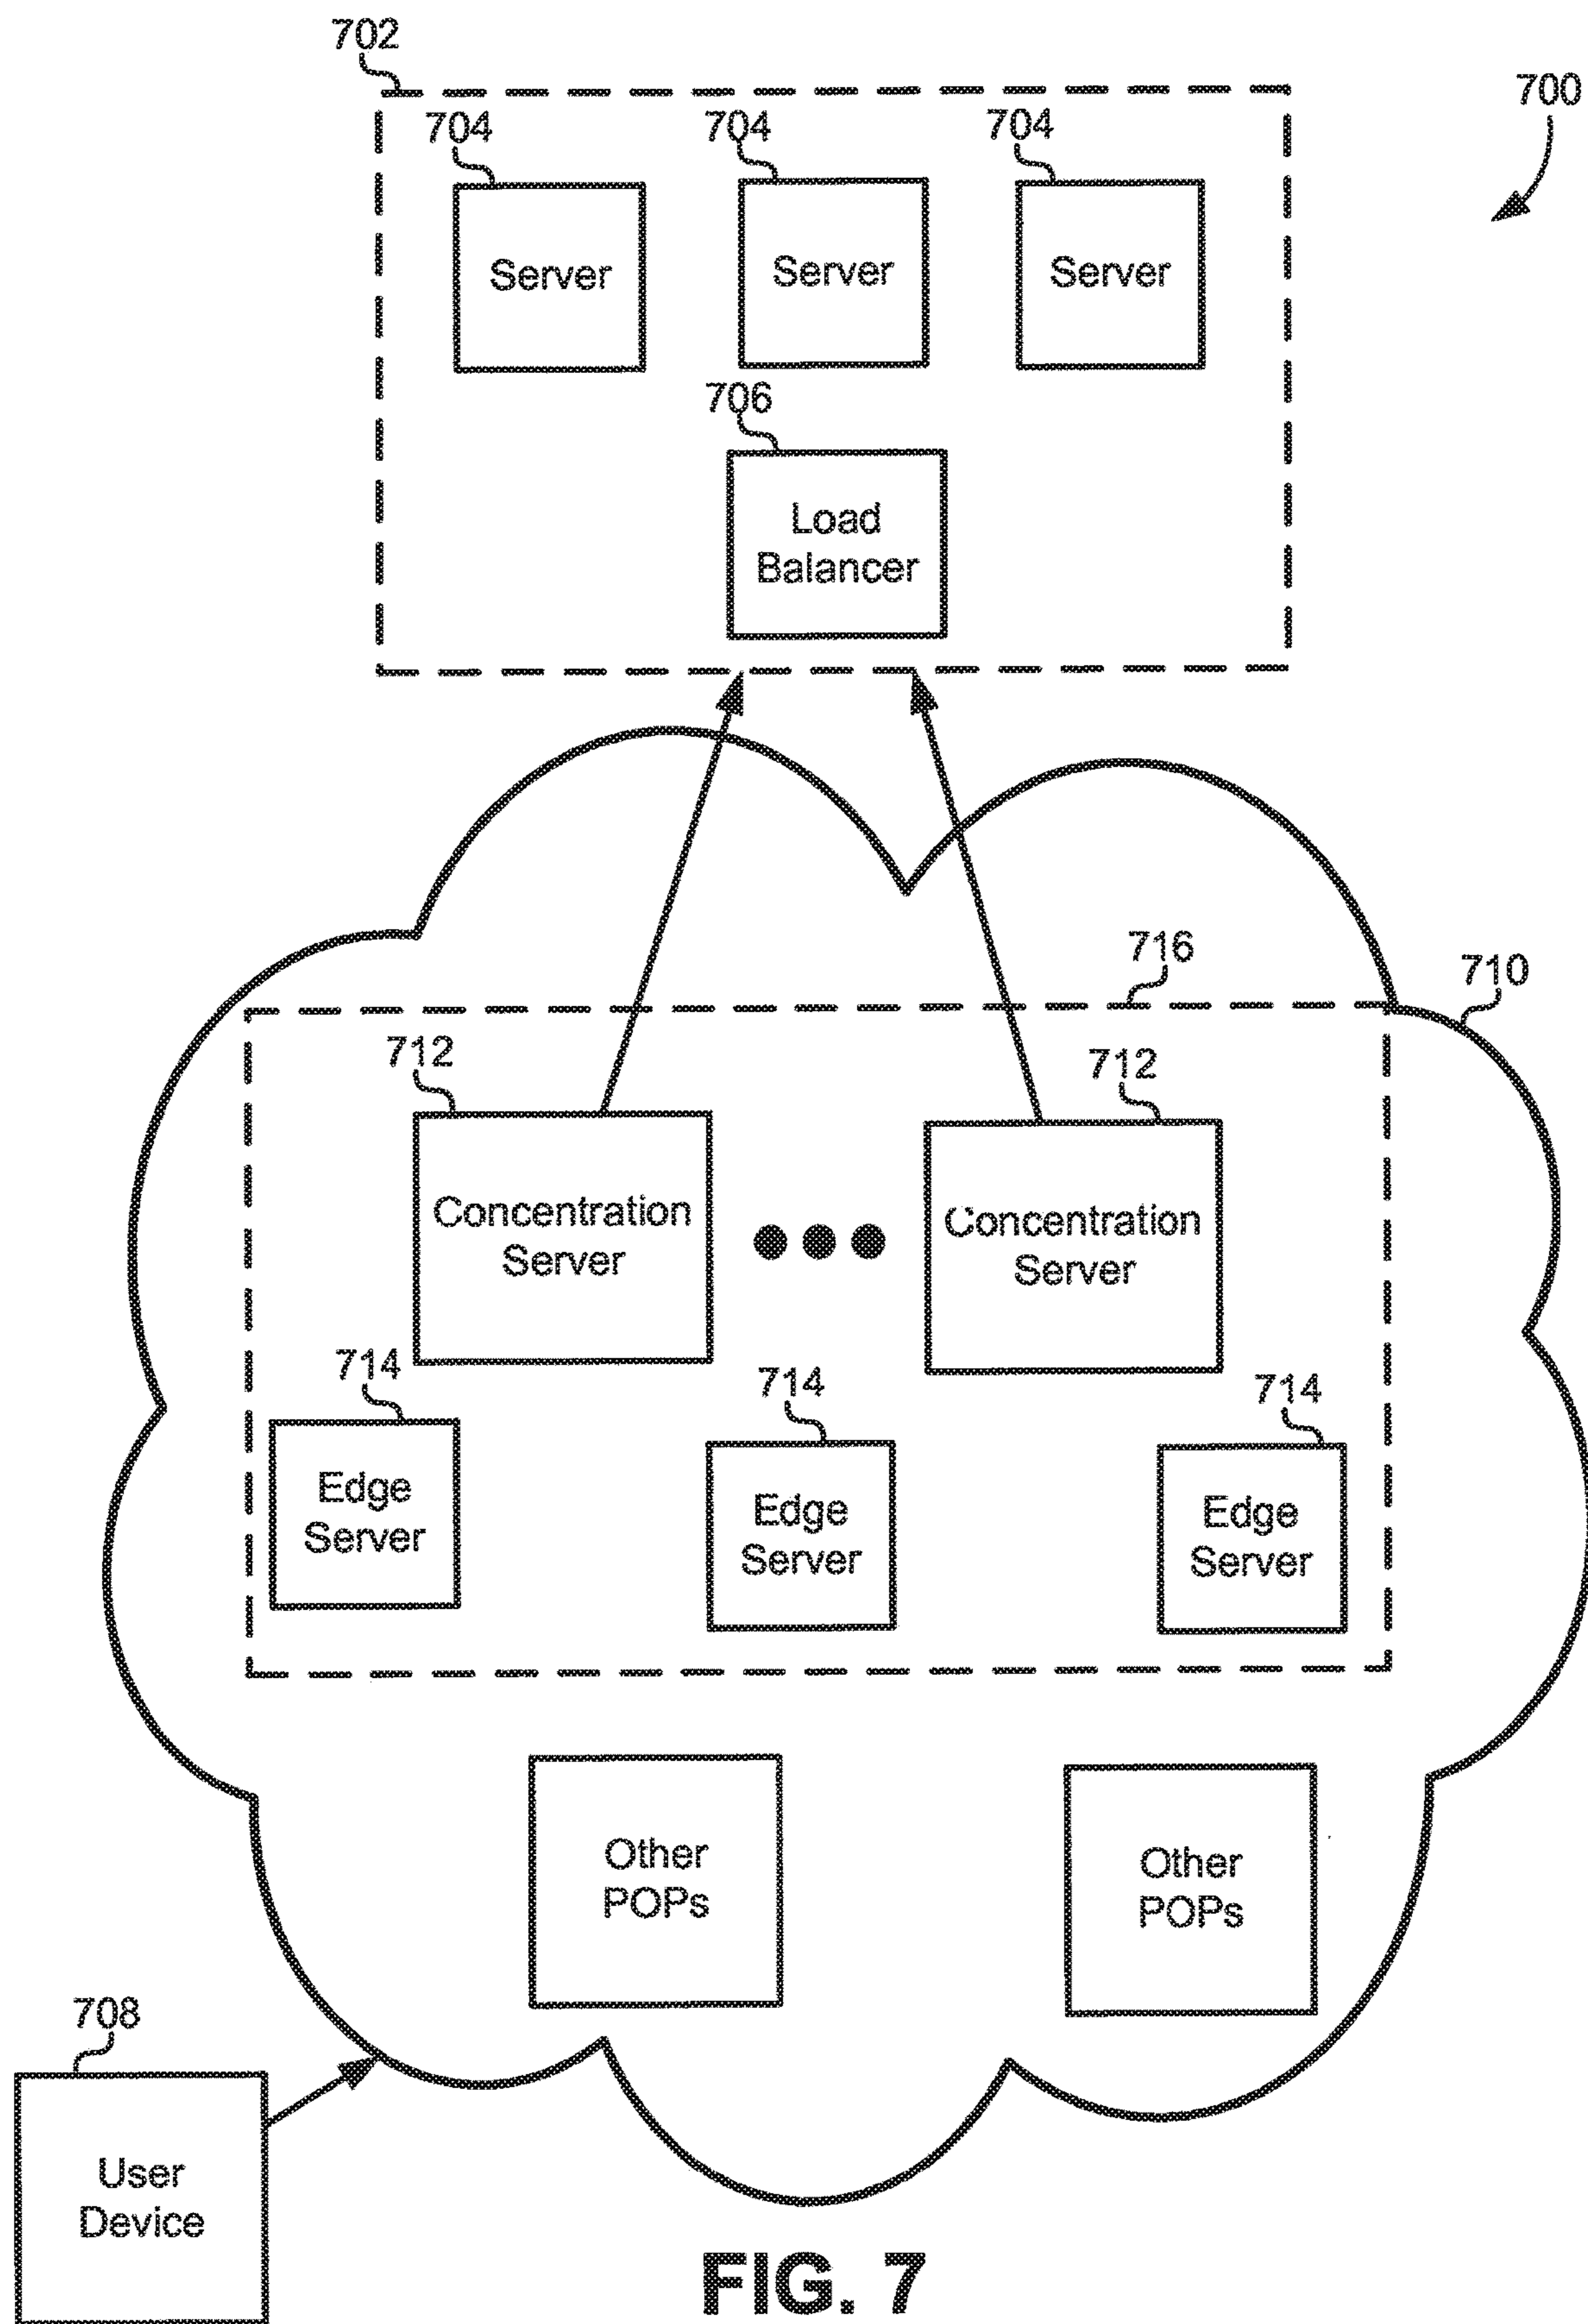 702
700
704
704
704
Server
Server
Server
706
Load
Balancer
716
710
712
712
Concentration
Server
Concentration
Server
714
714
714
Edge
Server
Edge
Server
Edge
Server
Other
POPs
Other
POPs
708
User
Device
FIG. 7